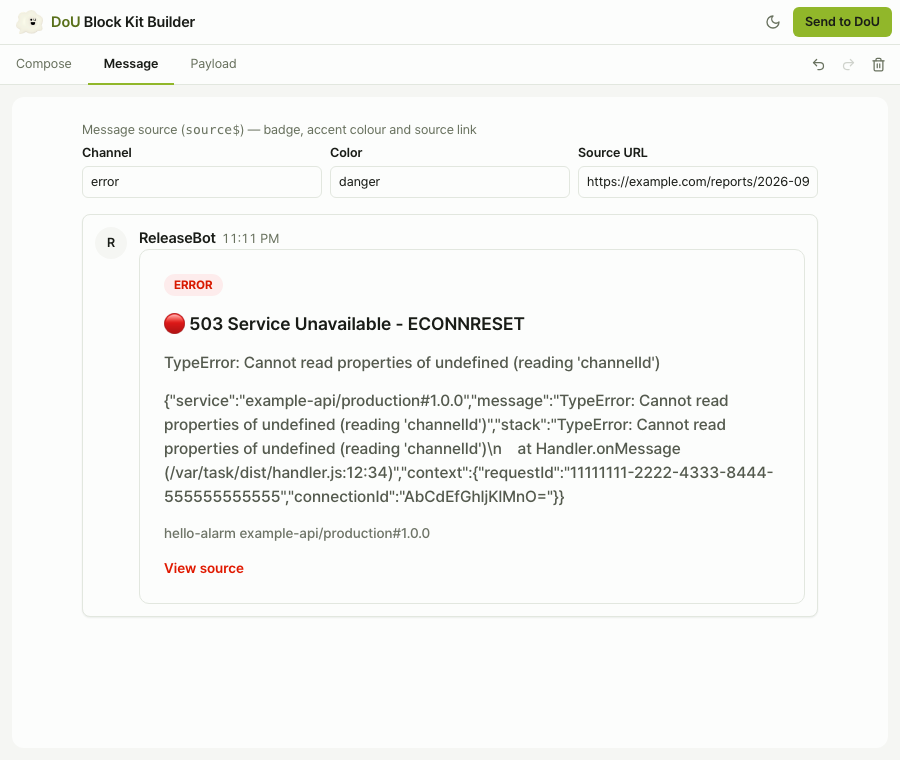 DoU Block Kit Builder
Send to DoU
Compose
Message
Payload
Message source (source$) — badge, accent colour and source link
Channel
Color
Source URL
error
danger
https://example.com/reports/2026-09
R
ReleaseBot 11:11 PM
ERROR
🔴 503 Service Unavailable - ECONNRESET
TypeError: Cannot read properties of undefined (reading 'channelId')
{"service":"example-api/production#1.0.0","message":"TypeError: Cannot read
properties of undefined (reading 'channelId')","stack":"TypeError: Cannot read
properties of undefined (reading 'channelId')\n    at Handler.onMessage
(/var/task/dist/handler.js:12:34)","context":{"requestId":"11111111-2222-4333-8444-
555555555555","connectionId":"AbCdEfGhIjKlMnO="}}
hello-alarm example-api/production#1.0.0
View source